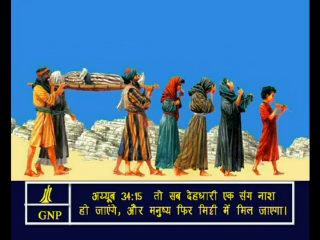 अय्यूब 34:15 तो सब देहधारी एक संग नाश
हो जाएंगे, और मनुष्य फिर मिट्टी में मिल जाएगा।
GNP